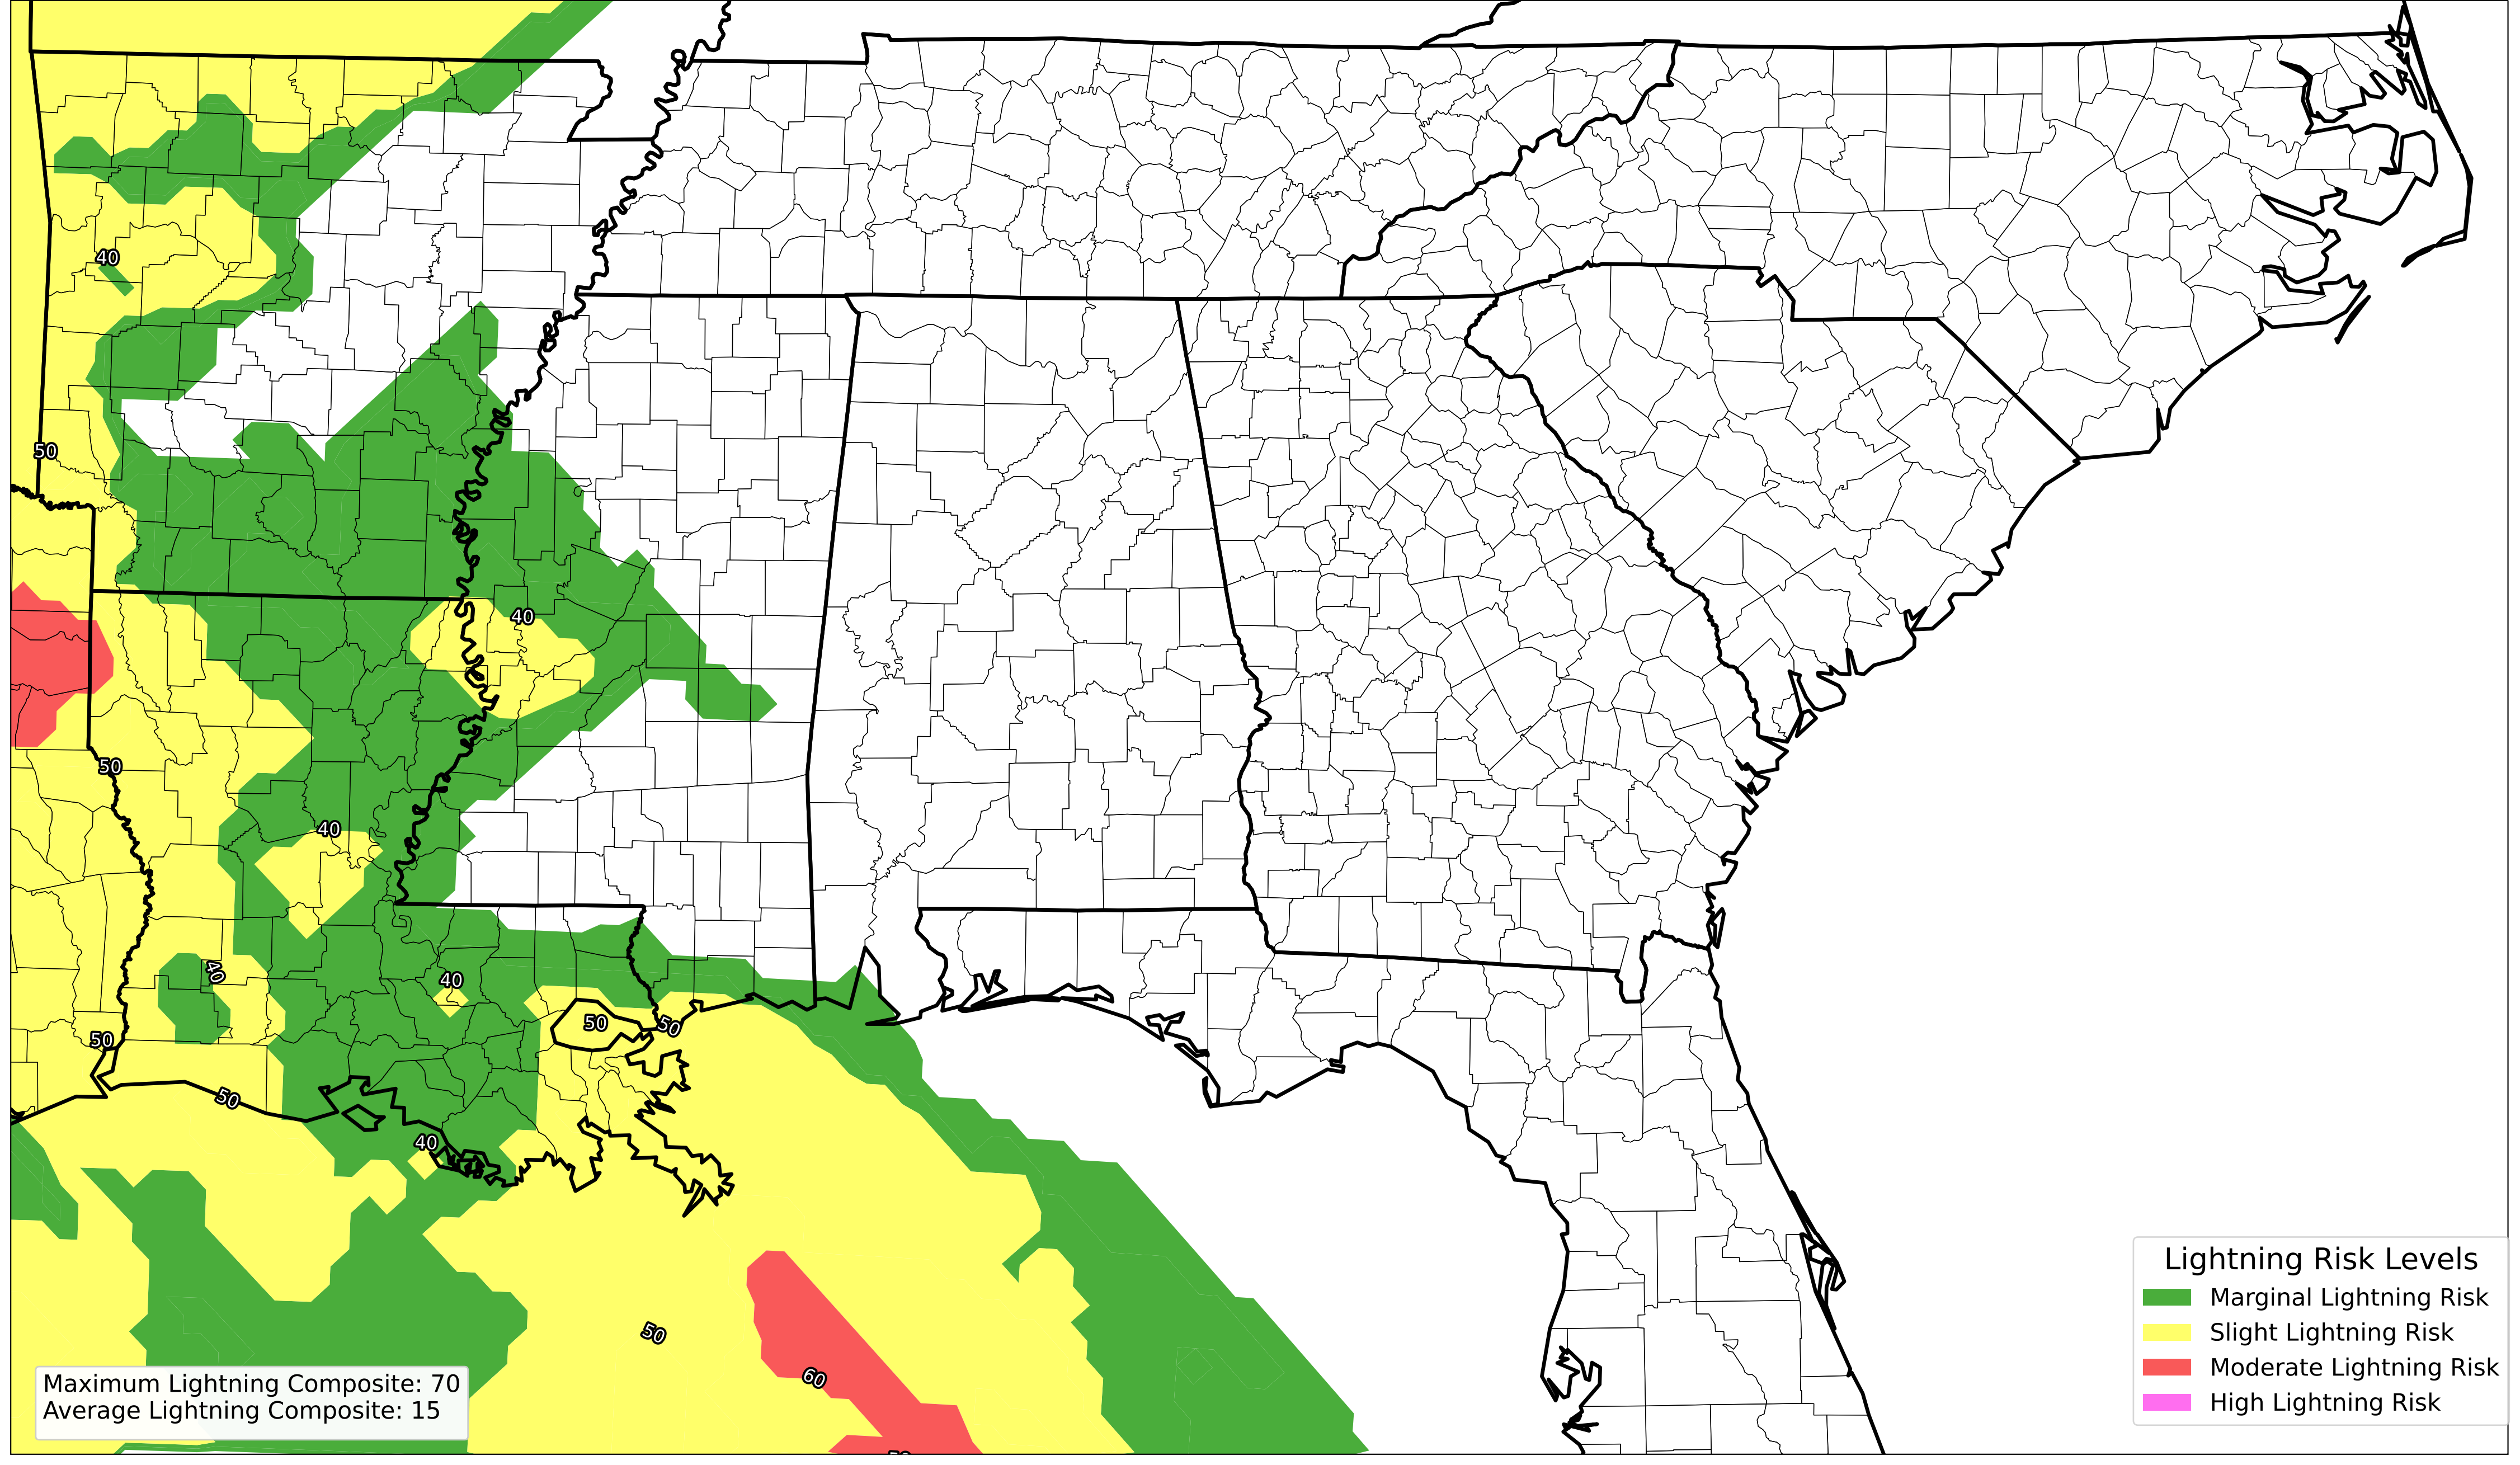 40
50
40
50
40
40
40
50
50
50
50
40
50
60
Lightning Risk Levels
Marginal Lightning Risk
Slight Lightning Risk
Moderate Lightning Risk
High Lightning Risk
Maximum Lightning Composite: 70
Average Lightning Composite: 15